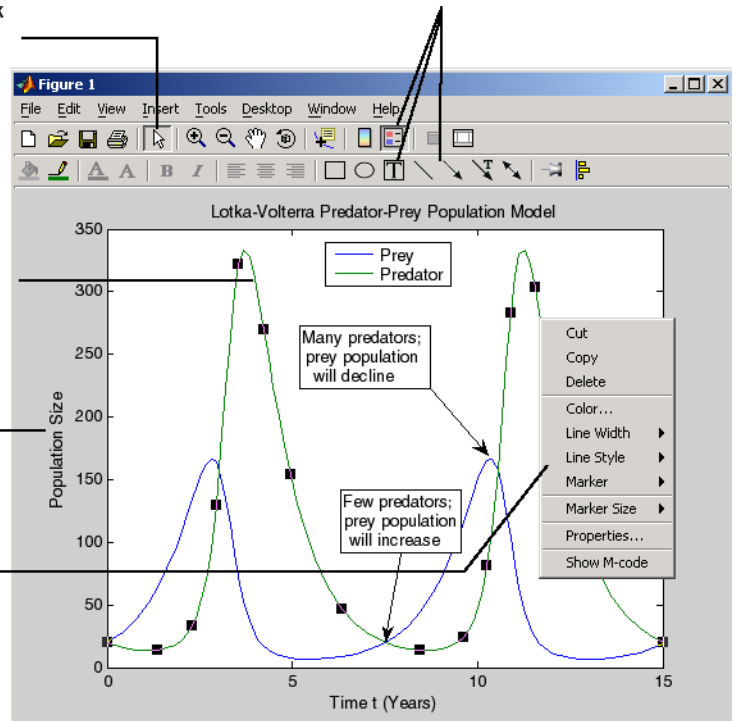 Figure 1
File Edit View Insert Tools Desktop Window Help
A A B I T T
Lotka-Volterra Predator-Prey Population Model
350
300
250
200
150
100
50
0
Population Size
Prey
Predator
Many predators;
prey population
will decline
Few predators;
prey population
will increase
Cut
Copy
Delete
Color...
Line Width
Line Style
Marker
Marker Size
Properties...
Show M-code
0 5 10 15
Time t (Years)